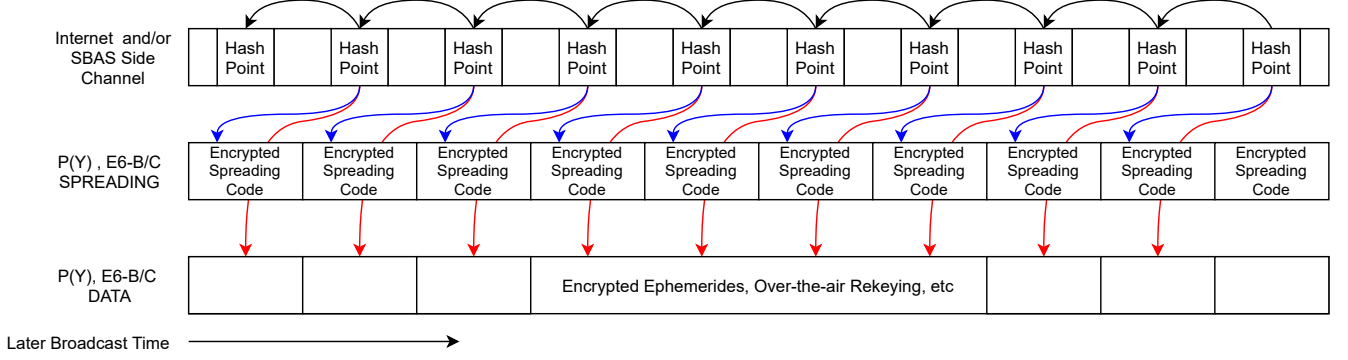 Internet and/or
SBAS Side
Channel
Hash
Point
Hash
Point
Hash
Point
Hash
Point
Hash
Point
Hash
Point
Hash
Point
Hash
Point
Hash
Point
Hash
Point
P(Y) , E6-B/C
SPREADING
Encrypted
Spreading
Code
Encrypted
Spreading
Code
Encrypted
Spreading
Code
Encrypted
Spreading
Code
Encrypted
Spreading
Code
Encrypted
Spreading
Code
Encrypted
Spreading
Code
Encrypted
Spreading
Code
Encrypted
Spreading
Code
Encrypted
Spreading
Code
P(Y), E6-B/C
DATA
Encrypted Ephemerides, Over-the-air Rekeying, etc
Later Broadcast Time